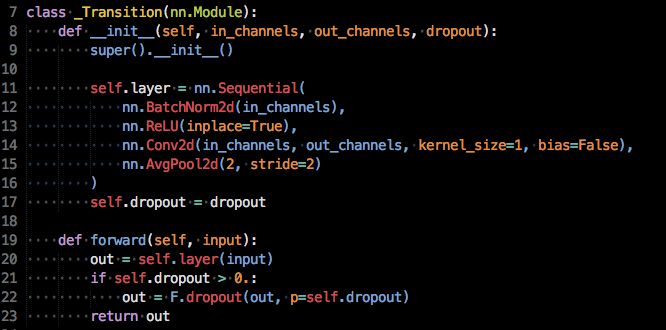 7 class _Transition(nn.Module):
8     def __init__(self, in_channels, out_channels, dropout):
9         super().__init__()
10
11         self.layer = nn.Sequential(
12             nn.BatchNorm2d(in_channels),
13             nn.ReLU(inplace=True),
14             nn.Conv2d(in_channels, out_channels, kernel_size=1, bias=False),
15             nn.AvgPool2d(2, stride=2)
16         )
17         self.dropout = dropout
18
19     def forward(self, input):
20         out = self.layer(input)
21         if self.dropout > 0.:
22             out = F.dropout(out, p=self.dropout)
23         return out